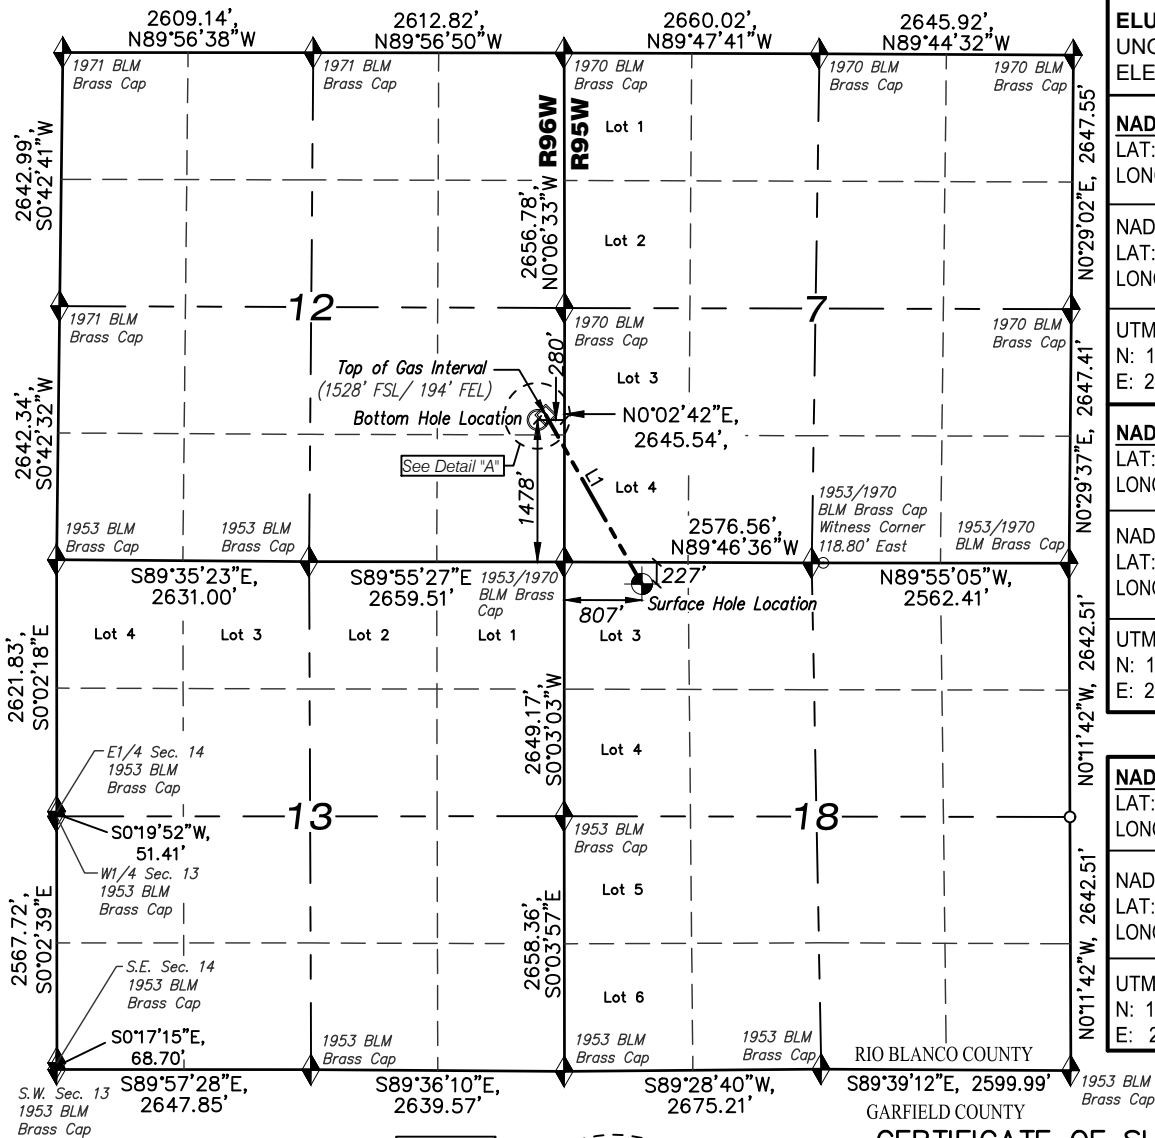 2609.14',
N89°56'38"W
2612.82',
N89°56'50"W
2660.02',
N89°47'41"W
2645.92',
N89°44'32"W
1971 BLM
Brass Cap
1971 BLM
Brass Cap
1970 BLM
Brass Cap
1970 BLM
Brass Cap
1970 BLM
Brass Cap
2642.99',
S0°42'41"W
R96W
R95W
Lot 1
Lot 2
2656.78',
N0°06'33"W
N0°29'02"E, 2647.55'
12
7
1971 BLM
Brass Cap
1970 BLM
Brass Cap
1970 BLM
Brass Cap
2642.34',
S0°42'32"W
Top of Gas Interval
(1528' FSL/ 194' FEL)
Bottom Hole Location
See Detail "A"
280'
1478'
L1
Lot 3
N0°02'42"E,
2645.54',
Lot 4
N0°29'37"E, 2647.41'
1953/1970
BLM Brass Cap
Witness Corner
118.80' East
1953/1970
BLM Brass Cap
1953 BLM
Brass Cap
1953 BLM
Brass Cap
2576.56',
N89°46'36"W
S89°35'23"E,
2631.00'
S89°55'27"E
2659.51'
1953/1970
BLM Brass
Cap
227'
807'
Surface Hole Location
N89°55'05"W,
2562.41'
Lot 4
Lot 3
Lot 2
Lot 1
Lot 3
2621.83',
S0°02'18"E
2649.17',
S0°03'03"W
Lot 4
N0°11'42"W, 2642.51'
E1/4 Sec. 14
1953 BLM
Brass Cap
13
18
S0°19'52"W,
51.41'
W1/4 Sec. 13
1953 BLM
Brass Cap
1953 BLM
Brass Cap
Lot 5
2567.72',
S0°02'39"E
2658.36',
S0°03'57"E
N0°11'42"W, 2642.51'
S.E. Sec. 14
1953 BLM
Brass Cap
Lot 6
S0°17'15"E,
68.70'
1953 BLM
Brass Cap
1953 BLM
Brass Cap
1953 BLM
Brass Cap
RIO BLANCO COUNTY
S.W. Sec. 13
1953 BLM
Brass Cap
S89°57'28"E,
2647.85'
S89°36'10"E,
2639.57'
S89°28'40"W,
2675.21'
S89°39'12"E, 2599.99'
1953 BLM
Brass Cap
GARFIELD COUNTY
ELU
UNG
ELE
NAD
LAT:
LONG
NAD
LAT:
LONG
UTM
N: 1
E: 2
NAD
LAT:
LONG
NAD
LAT:
LONG
UTM
N: 1
E: 2
NAD
LAT:
LONG
NAD
LAT:
LONG
UTM
N: 1
E: 2
CERTIFICATE OF SU